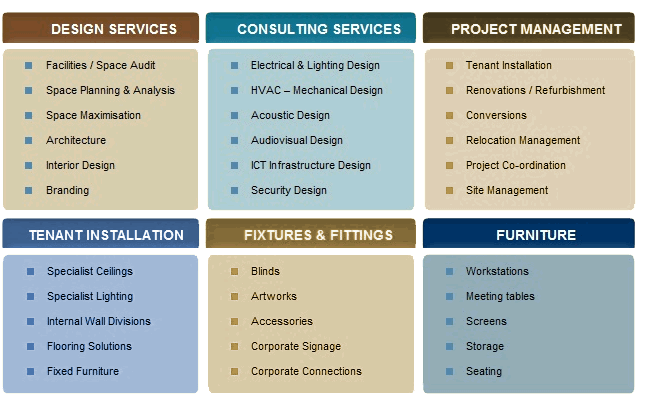 DESIGN SERVICES
Facilities / Space Audit
Space Planning & Analysis
Space Maximisation
Architecture
Interior Design
Branding
CONSULTING SERVICES
Electrical & Lighting Design
HVAC – Mechanical Design
Acoustic Design
Audiovisual Design
ICT Infrastructure Design
Security Design
PROJECT MANAGEMENT
Tenant Installation
Renovations / Refurbishment
Conversions
Relocation Management
Project Co-ordination
Site Management
TENANT INSTALLATION
Specialist Ceilings
Specialist Lighting
Internal Wall Divisions
Flooring Solutions
Fixed Furniture
FIXTURES & FITTINGS
Blinds
Artworks
Accessories
Corporate Signage
Corporate Connections
FURNITURE
Workstations
Meeting tables
Screens
Storage
Seating